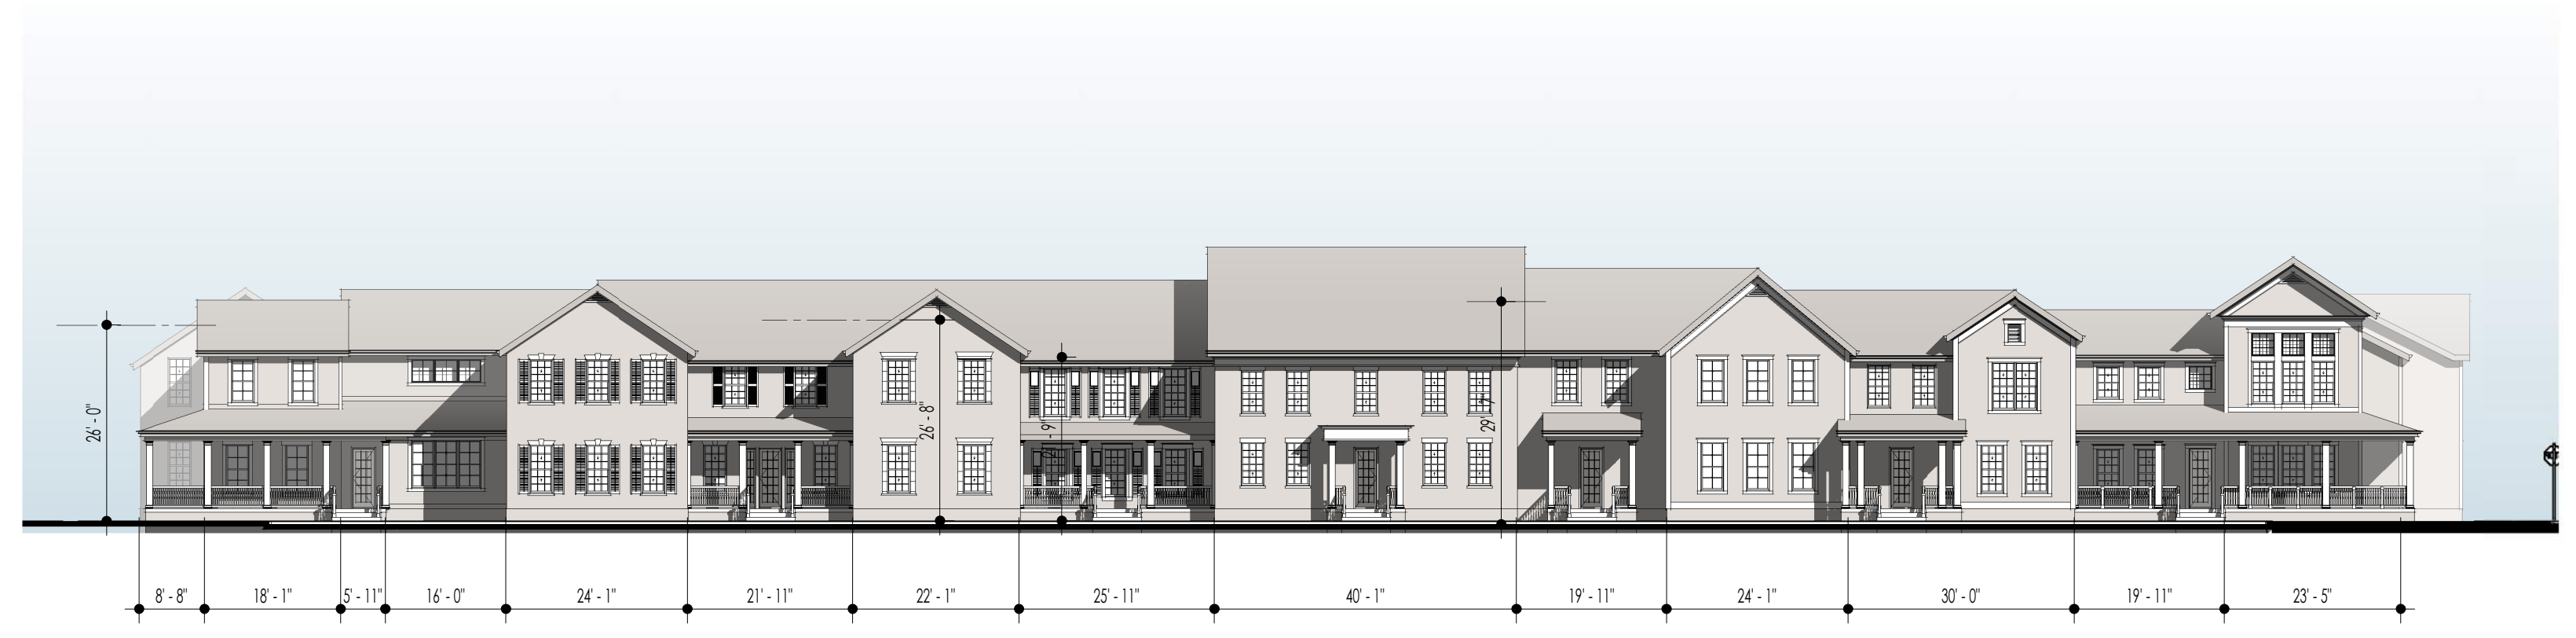 26' - 0"
26' - 8"
29' - 7"
8' - 8"
18' - 1"
5' - 11"
16' - 0"
24' - 1"
21' - 11"
22' - 1"
25' - 11"
40' - 1"
19' - 11"
24' - 1"
30' - 0"
19' - 11"
23' - 5"